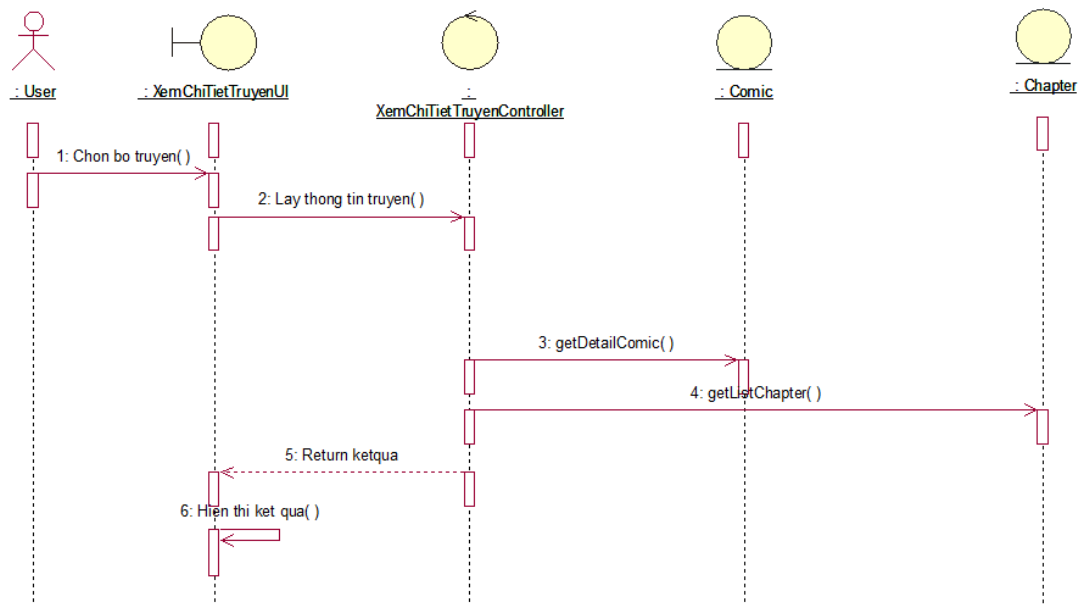 _: User
_: XemChiTietTruyenUI
_:
XemChiTietTruyenController
_: Comic
_: Chapter
1: Chon bo truyen( )
2: Lay thong tin truyen( )
3: getDetailComic( )
4: getListChapter( )
5: Return ketqua
6: Hien thi ket qua( )